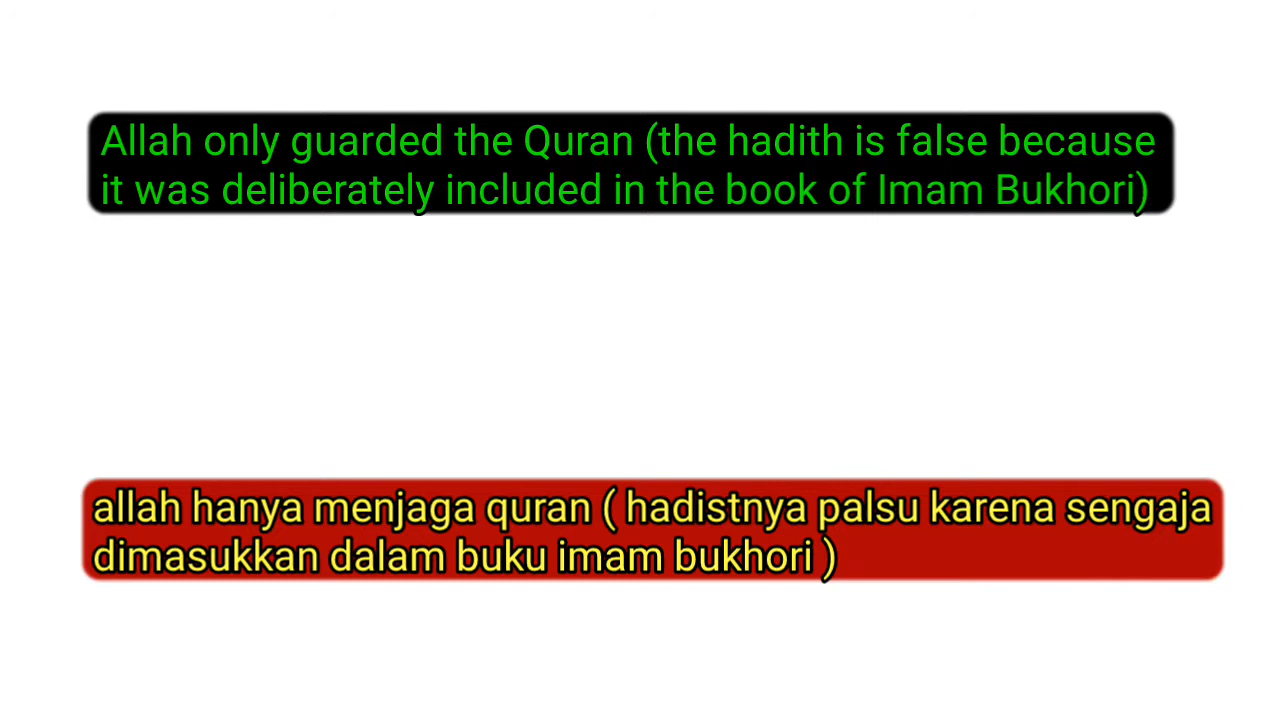 Allah only guarded the Quran (the hadith is false because
it was deliberately included in the book of Imam Bukhori)
allah hanya menjaga quran ( hadistnya palsu karena sengaja
dimasukkan dalam buku imam bukhori )